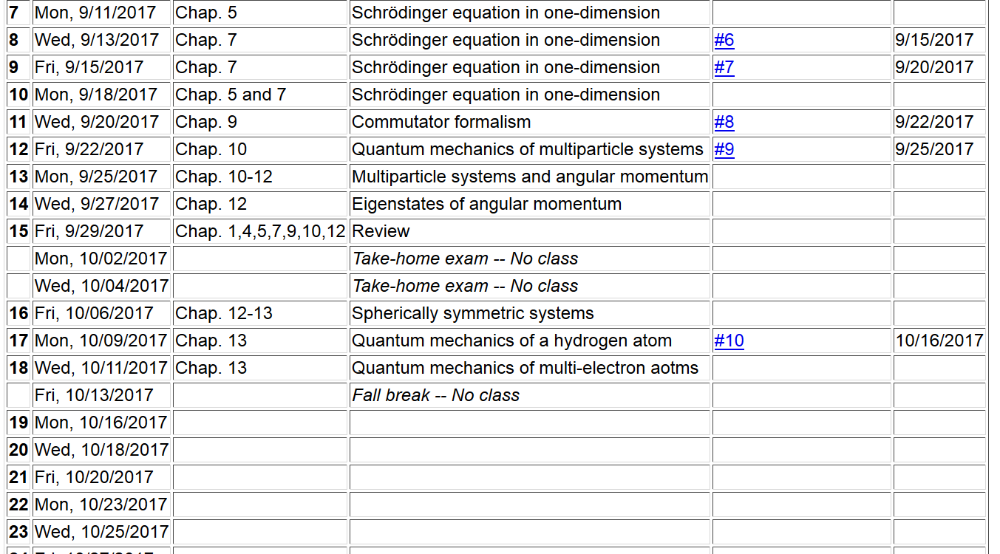 7 Mon, 9/11/2017 Chap. 5 Schrödinger equation in one-dimension
8 Wed, 9/13/2017 Chap. 7 Schrödinger equation in one-dimension #6 9/15/2017
9 Fri, 9/15/2017 Chap. 7 Schrödinger equation in one-dimension #7 9/20/2017
10 Mon, 9/18/2017 Chap. 5 and 7 Schrödinger equation in one-dimension
11 Wed, 9/20/2017 Chap. 9 Commutator formalism #8 9/22/2017
12 Fri, 9/22/2017 Chap. 10 Quantum mechanics of multiparticle systems #9 9/25/2017
13 Mon, 9/25/2017 Chap. 10-12 Multiparticle systems and angular momentum
14 Wed, 9/27/2017 Chap. 12 Eigenstates of angular momentum
15 Fri, 9/29/2017 Chap. 1,4,5,7,9,10,12 Review
Mon, 10/02/2017 Take-home exam -- No class
Wed, 10/04/2017 Take-home exam -- No class
16 Fri, 10/06/2017 Chap. 12-13 Spherically symmetric systems
17 Mon, 10/09/2017 Chap. 13 Quantum mechanics of a hydrogen atom #10 10/16/2017
18 Wed, 10/11/2017 Chap. 13 Quantum mechanics of multi-electron aotms
Fri, 10/13/2017 Fall break -- No class
19 Mon, 10/16/2017
20 Wed, 10/18/2017
21 Fri, 10/20/2017
22 Mon, 10/23/2017
23 Wed, 10/25/2017